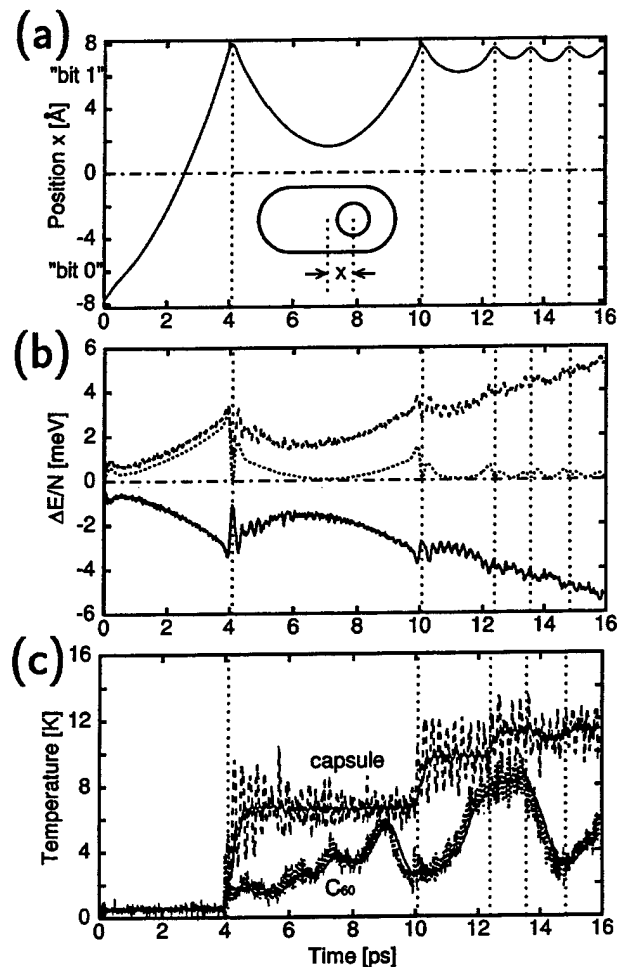 (a)
8
"bit 1"
4
0
-4
"bit 0"
-8
Position x [Å]
x
0 2 4 6 8 10 12 14 16
(b)
6
4
2
0
-2
-4
-6
ΔE/N [meV]
0 2 4 6 8 10 12 14 16
(c)
16
12
8
4
0
Temperature [K]
capsule
C60
0 2 4 6 8 10 12 14 16
Time [ps]